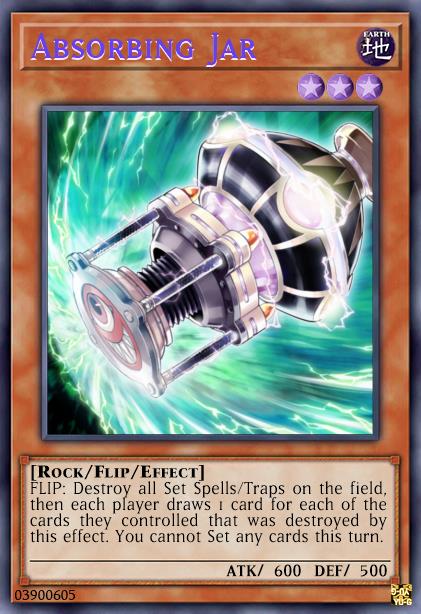 Absorbing Jar
EARTH
地
[Rock/Flip/Effect]
FLIP: Destroy all Set Spells/Traps on the field,
then each player draws 1 card for each of the
cards they controlled that was destroyed by
this effect. You cannot Set any cards this turn.
ATK/ 600 DEF/ 500
03900605